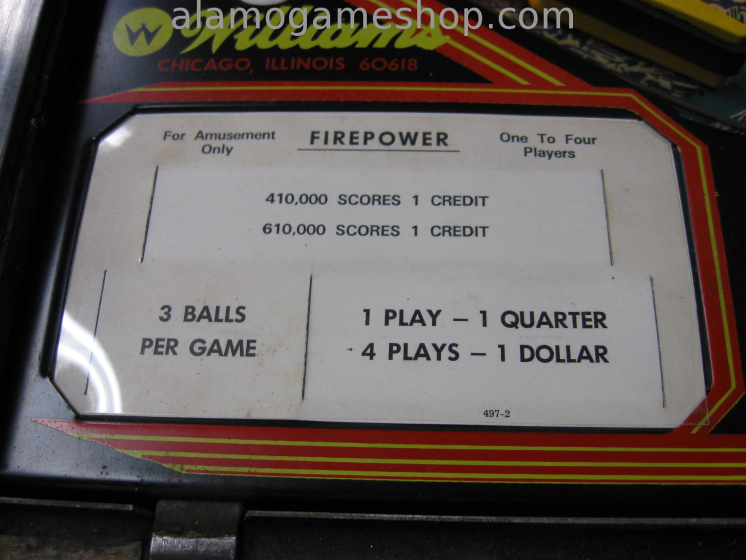 alamogameshop.com
W Williams
CHICAGO, ILLINOIS 60618
For Amusement Only
FIREPOWER
One To Four Players
410,000 SCORES 1 CREDIT
610,000 SCORES 1 CREDIT
3 BALLS
PER GAME
1 PLAY – 1 QUARTER
4 PLAYS – 1 DOLLAR
497-2